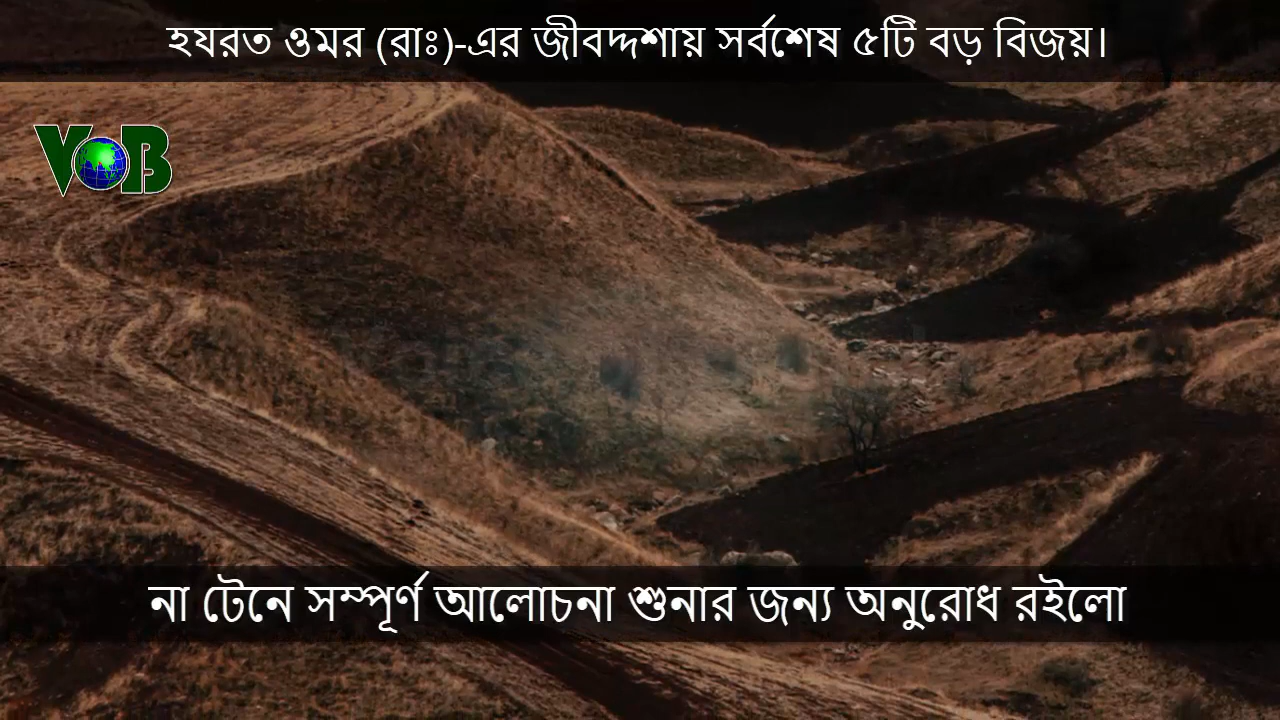 হযরত ওমর (রাঃ)-এর জীবদ্দশায় সর্বশেষ ৫টি বড় বিজয়।
VOB
না টেনে সম্পূর্ণ আলোচনা শুনার জন্য অনুরোধ রইলো